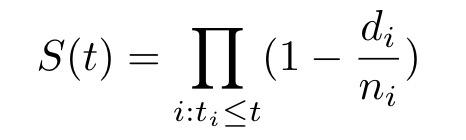 S(t) = ∏_{i:t_i≤t} (1 − d_i/n_i)